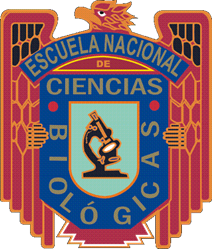 ESCUELA NACIONAL
DE
CIENCIAS
BIOLÓGICAS